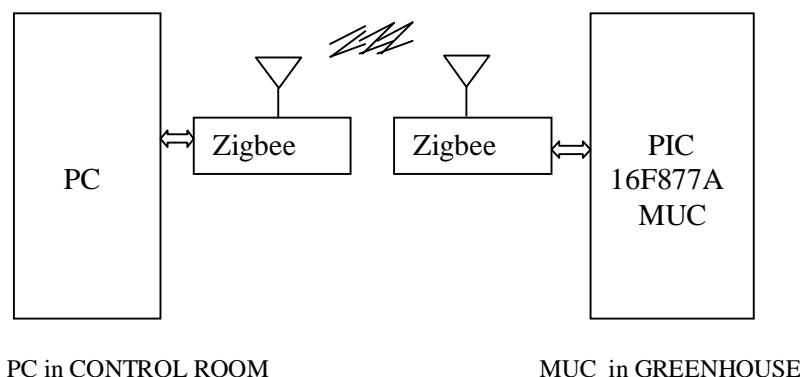 PC
Zigbee
Zigbee
PIC
16F877A
MUC
PC in CONTROL ROOM
MUC in GREENHOUSE